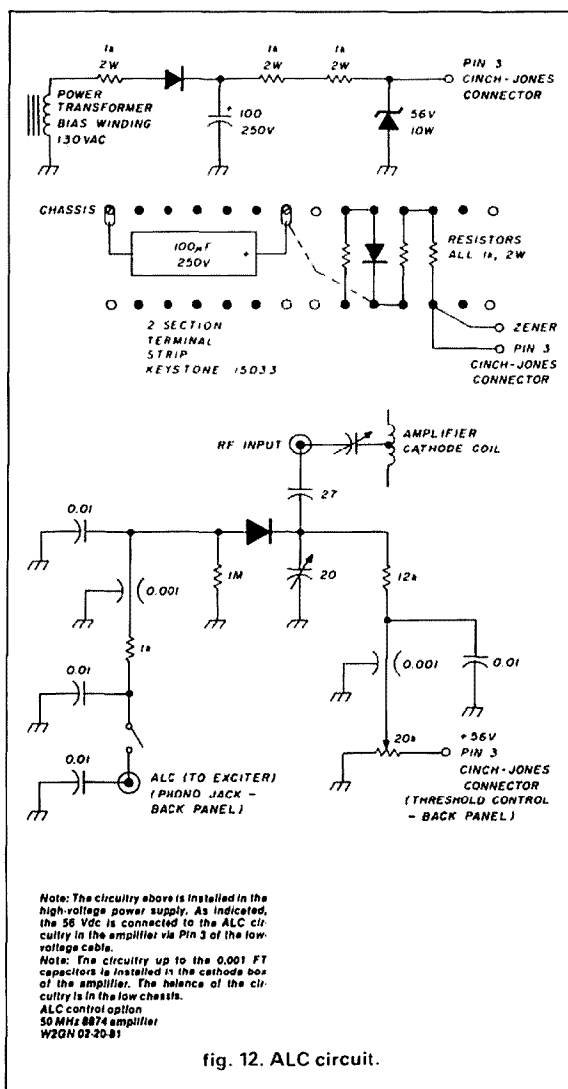 1k
2W
1k
2W
1k
2W
PIN 3
CINCH-JONES
CONNECTOR
POWER
TRANSFORMER
BIAS WINDING
130VAC
+
100
250V
56V
10W
CHASSIS
100µF
250V
+
RESISTORS
ALL 1k, 2W
2 SECTION
TERMINAL
STRIP
KEYSTONE 15033
ZENER
PIN 3
CINCH-JONES
CONNECTOR
RF INPUT
AMPLIFIER
CATHODE COIL
27
0.01
0.001
1M
20
12k
1k
0.001
0.01
0.01
0.01
20k
+56V
PIN 3
CINCH-JONES
CONNECTOR
(THRESHOLD CONTROL
- BACK PANEL)
ALC (TO EXCITER)
(PHONO JACK -
BACK PANEL)
Note: The circuitry above is installed in the
high-voltage power supply. As indicated,
the 56 Vdc is connected to the ALC cir-
cuitry in the amplifier via Pin 3 of the low-
voltage cable.
Note: The circuitry up to the 0.001 FT
capacitors is installed in the cathode box
of the amplifier. The balance of the cir-
cuitry is in the low chassis.
ALC control option
50 MHz 8874 amplifier
W2GN 02-20-81
fig. 12. ALC circuit.